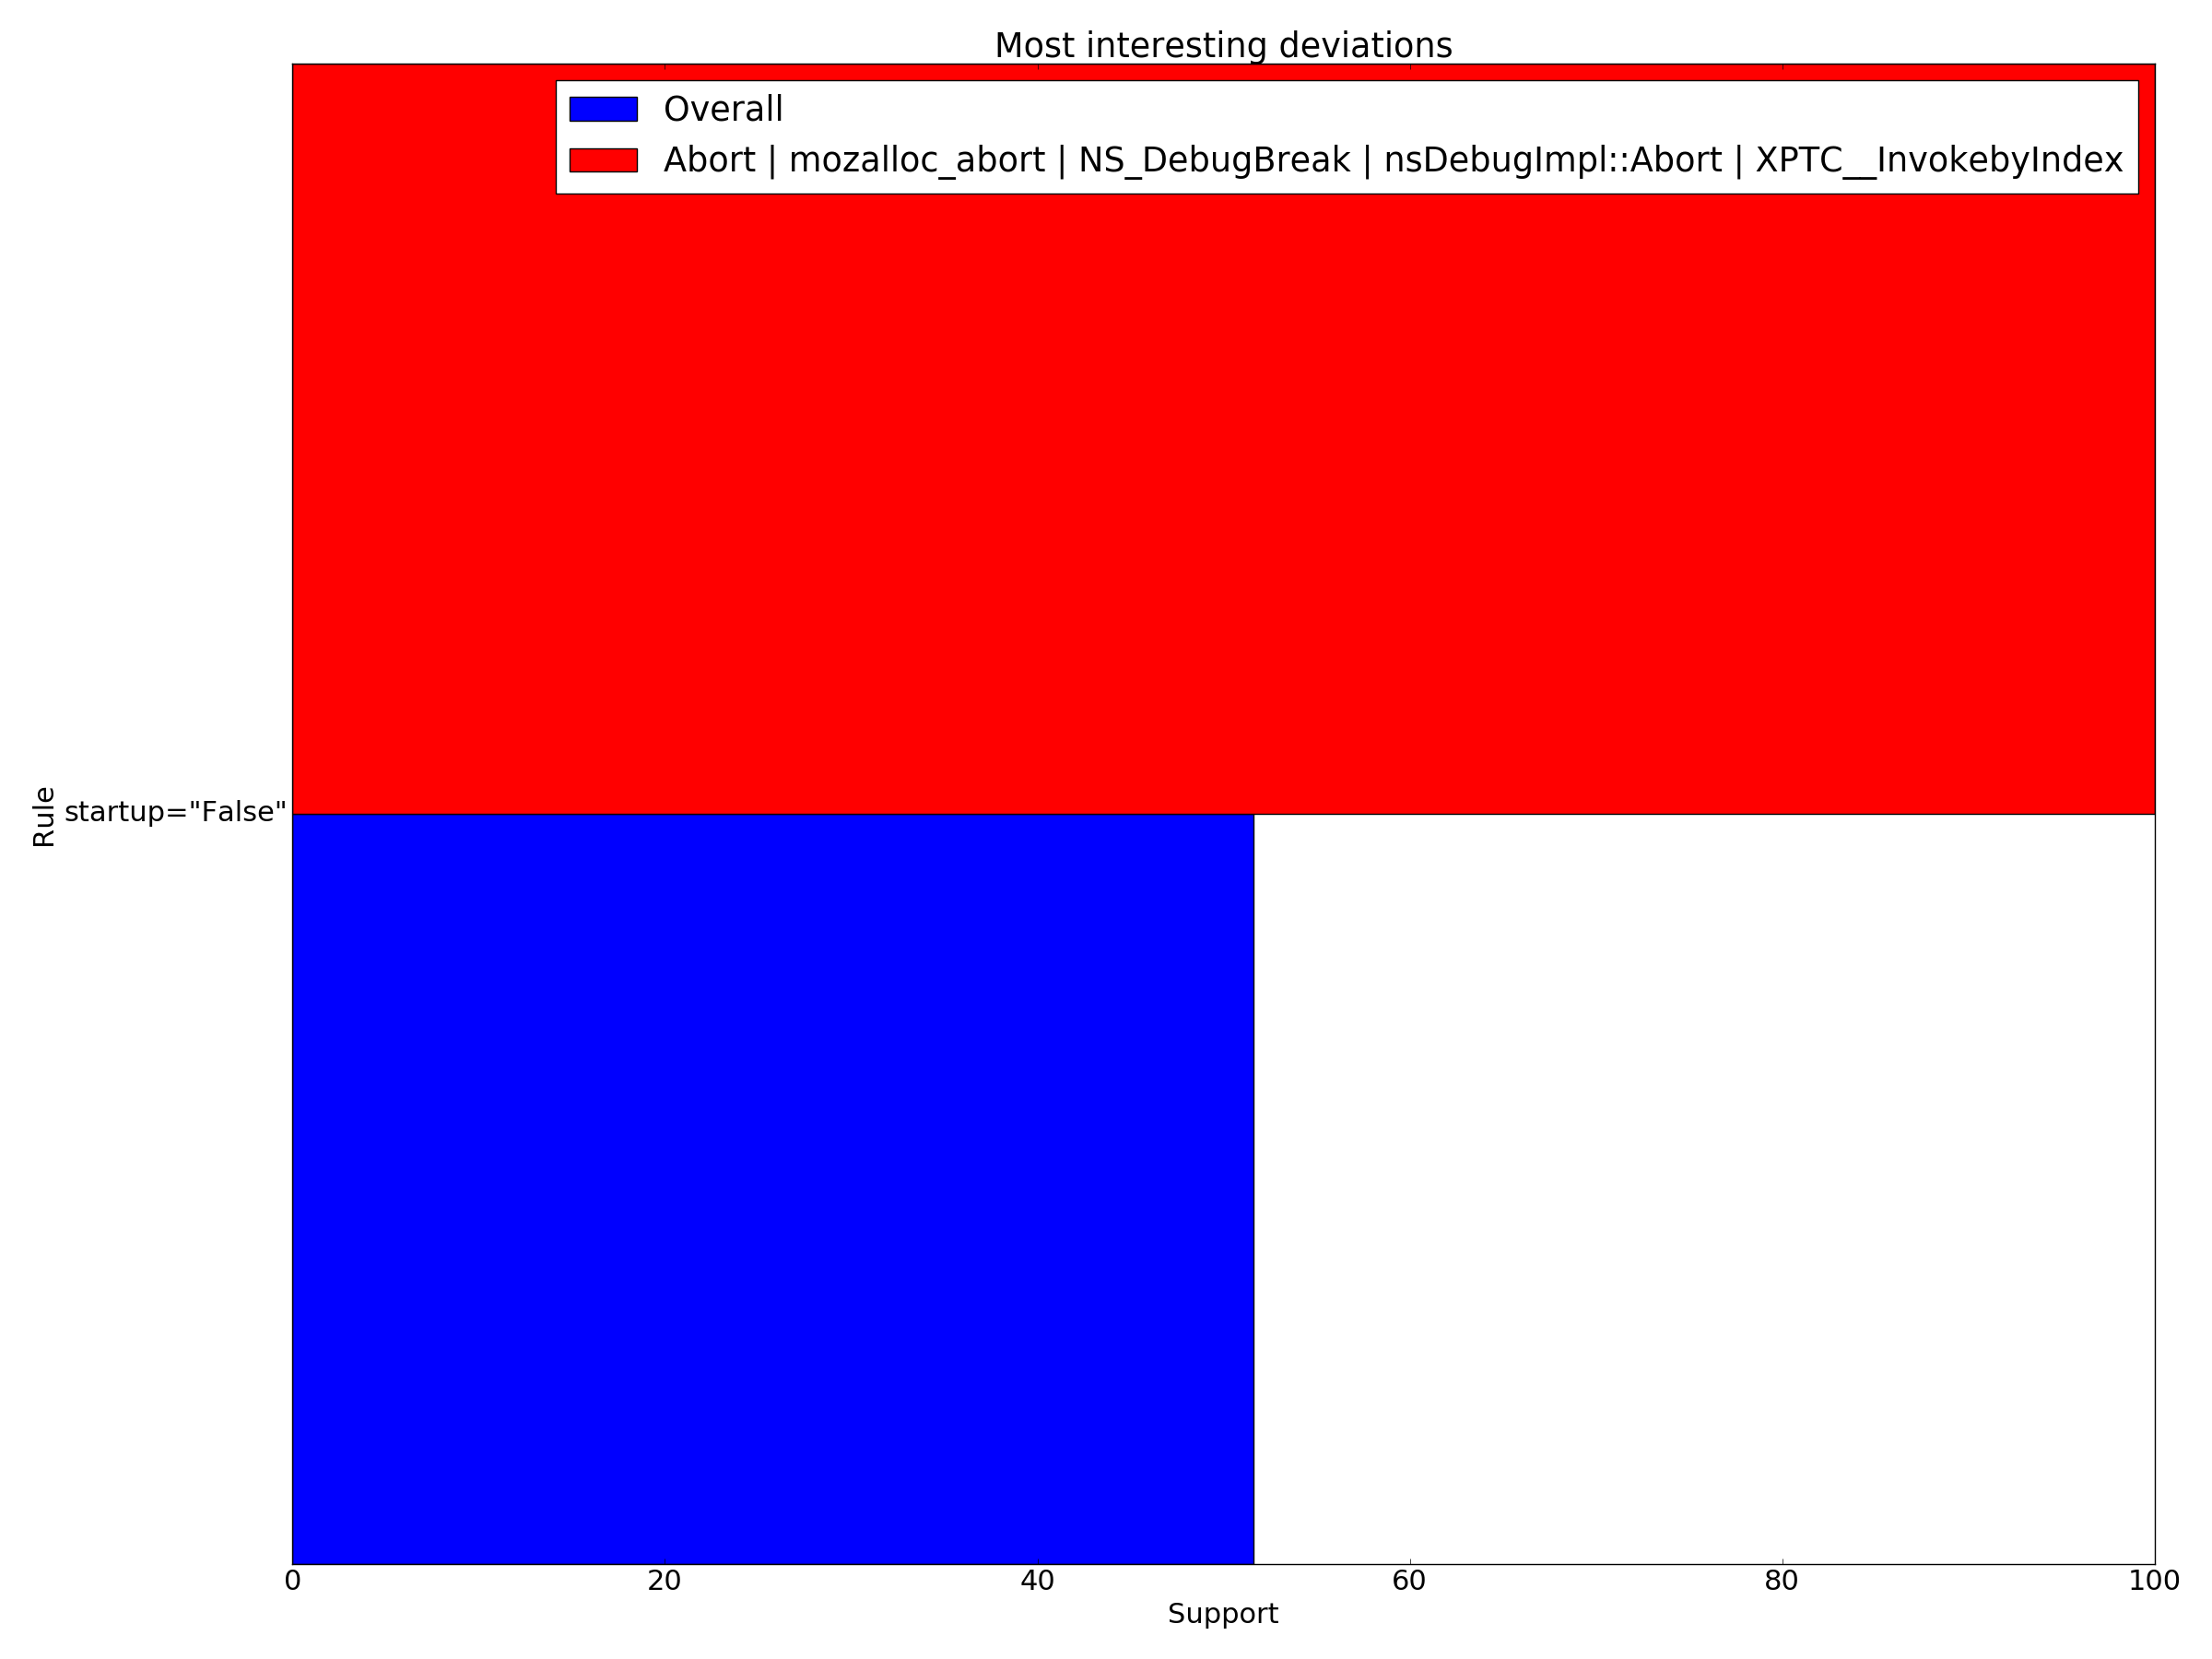 Most interesting deviations
Overall
Abort | mozalloc_abort | NS_DebugBreak | nsDebugImpl::Abort | XPTC__InvokebyIndex
Rule
startup="False"
0 20 40 60 80 100
Support